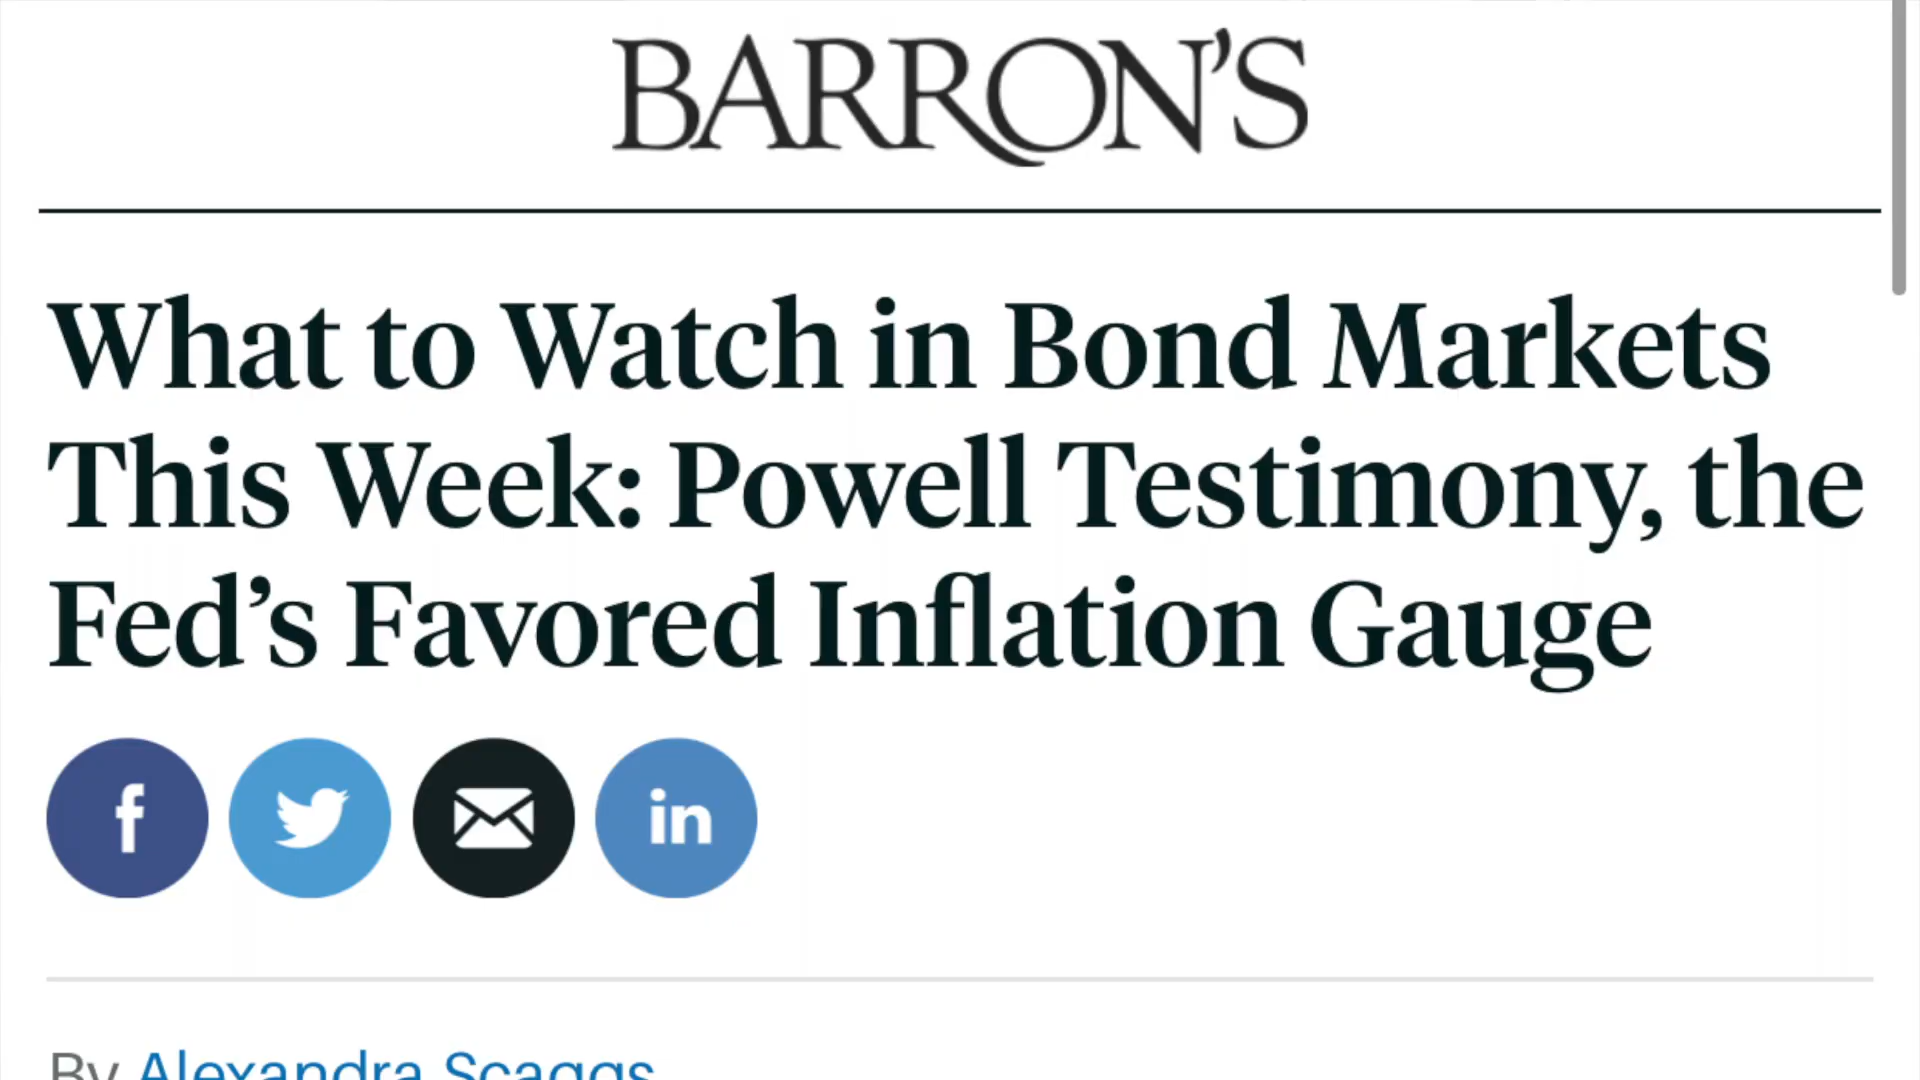 BARRON'S
What to Watch in Bond Markets
This Week: Powell Testimony, the
Fed’s Favored Inflation Gauge
f
in
By Alexandra Scaggs